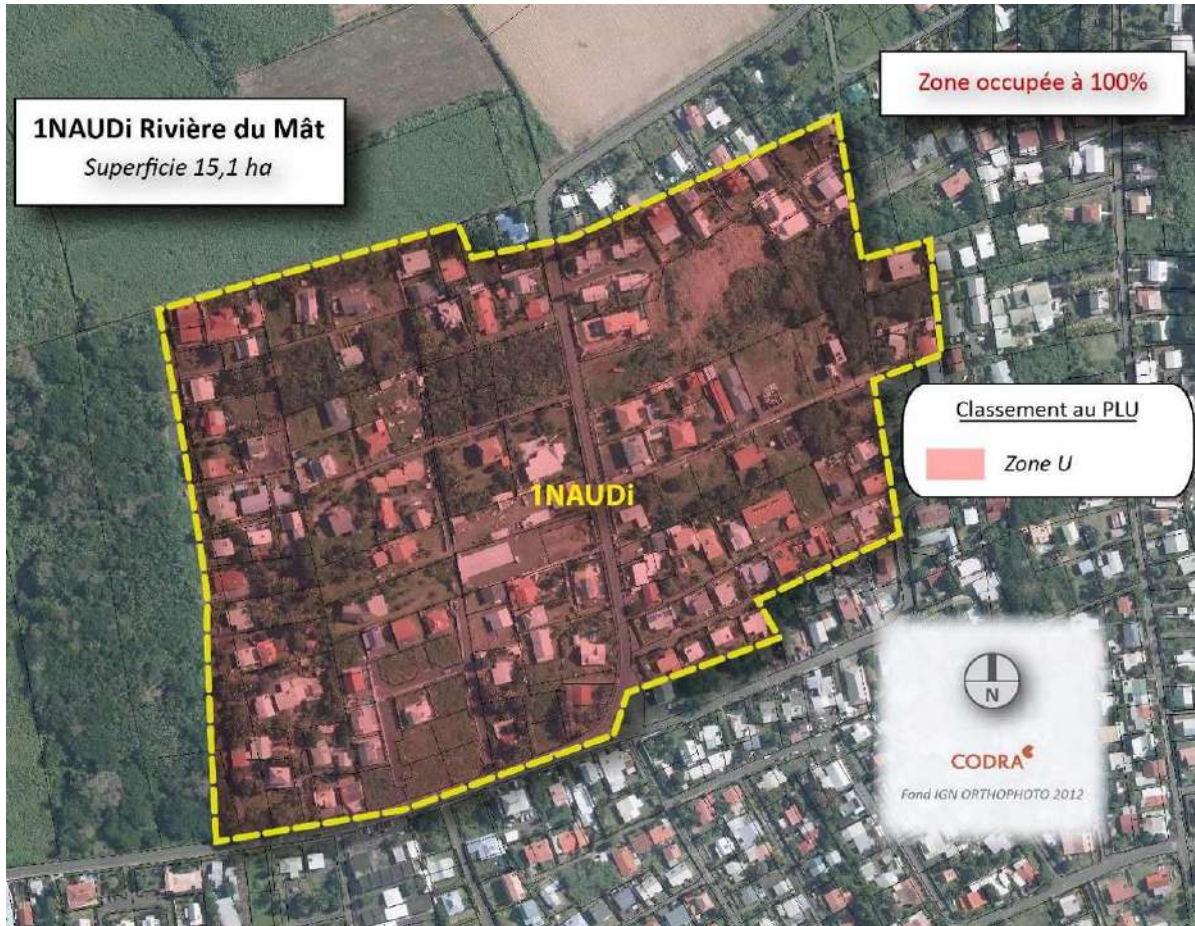 1NAUDi Rivière du Mât
Superficie 15,1 ha
Zone occupée à 100%
Classement au PLU
Zone U
1NAUDi
N
CODRA
Fond IGN ORTHOPHOTO 2012